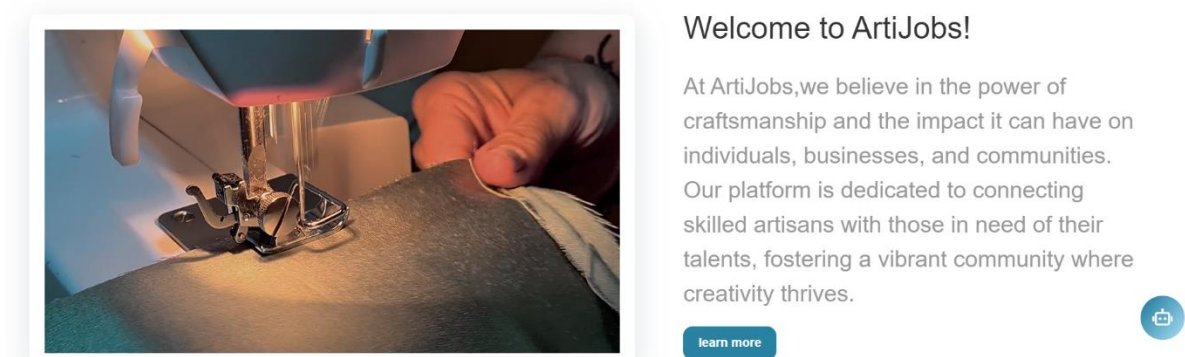 Welcome to ArtiJobs!
At ArtiJobs,we believe in the power of
craftsmanship and the impact it can have on
individuals, businesses, and communities.
Our platform is dedicated to connecting
skilled artisans with those in need of their
talents, fostering a vibrant community where
creativity thrives.
learn more